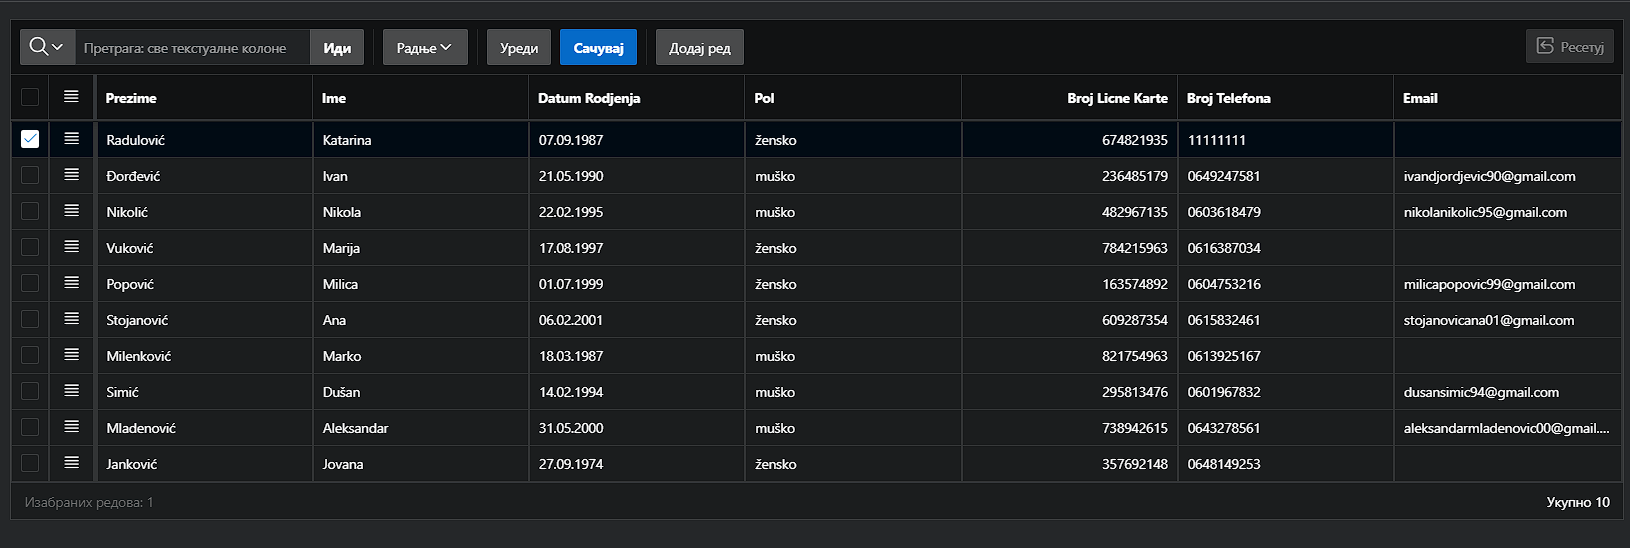 Претрага: све текстуалне колоне Иди Радње Уреди Сачувај Додај ред Ресетуј
Prezime Ime Datum Rodjenja Pol Broj Licne Karte Broj Telefona Email
Radulović Katarina 07.09.1987 žensko 674821935 11111111
Đorđević Ivan 21.05.1990 muško 236485179 0649247581 ivandjordjevic90@gmail.com
Nikolić Nikola 22.02.1995 muško 482967135 0603618479 nikolanikolic95@gmail.com
Vuković Marija 17.08.1997 žensko 784215963 0616387034
Popović Milica 01.07.1999 žensko 163574892 0604753216 milicapopovic99@gmail.com
Stojanović Ana 06.02.2001 žensko 609287354 0615832461 stojanovicana01@gmail.com
Milenković Marko 18.03.1987 muško 821754963 0613925167
Simić Dušan 14.02.1994 muško 295813476 0601967832 dusansimic94@gmail.com
Mladenović Aleksandar 31.05.2000 muško 738942615 0643278561 aleksandarmladenovic00@gmail....
Janković Jovana 27.09.1974 žensko 357692148 0648149253
Изабраних редова: 1 Укупно 10